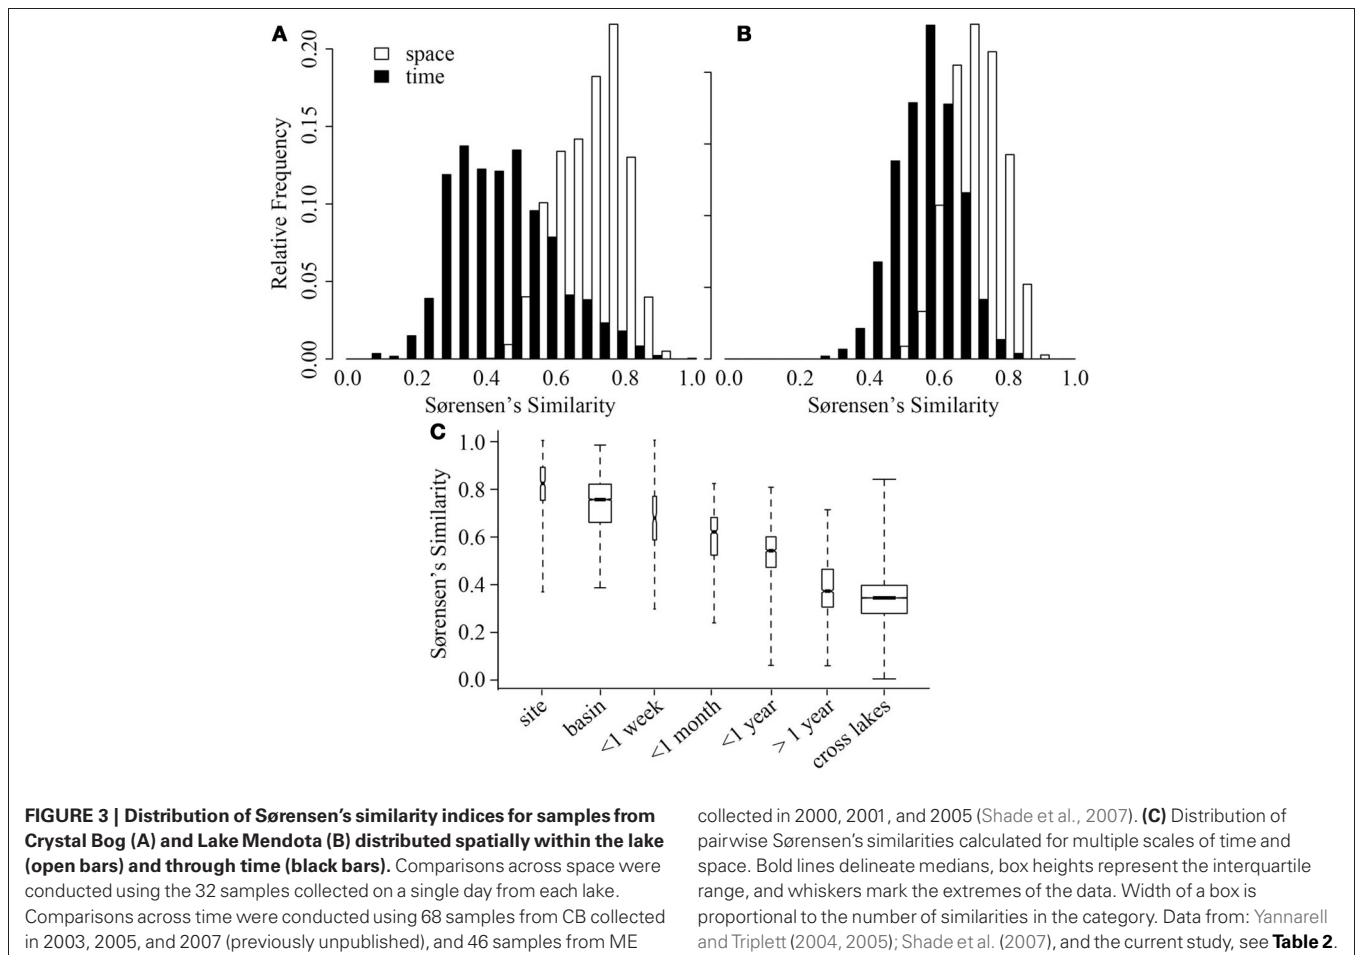 A
B
space
time
Relative Frequency
0.20
0.15
0.10
0.05
0.00
0.0 0.2 0.4 0.6 0.8 1.0
Sørensen's Similarity
0.0 0.2 0.4 0.6 0.8 1.0
Sørensen's Similarity
C
Sørensen's Similarity
1.0
0.8
0.6
0.4
0.2
0.0
site
basin
<1 week
<1 month
<1 year
> 1 year
cross lakes
FIGURE 3 | Distribution of Sørensen's similarity indices for samples from
Crystal Bog (A) and Lake Mendota (B) distributed spatially within the lake
(open bars) and through time (black bars). Comparisons across space were
conducted using the 32 samples collected on a single day from each lake.
Comparisons across time were conducted using 68 samples from CB collected
in 2003, 2005, and 2007 (previously unpublished), and 46 samples from ME
collected in 2000, 2001, and 2005 (Shade et al., 2007). (C) Distribution of
pairwise Sørensen's similarities calculated for multiple scales of time and
space. Bold lines delineate medians, box heights represent the interquartile
range, and whiskers mark the extremes of the data. Width of a box is
proportional to the number of similarities in the category. Data from: Yannarell
and Triplett (2004, 2005); Shade et al. (2007), and the current study, see Table 2.